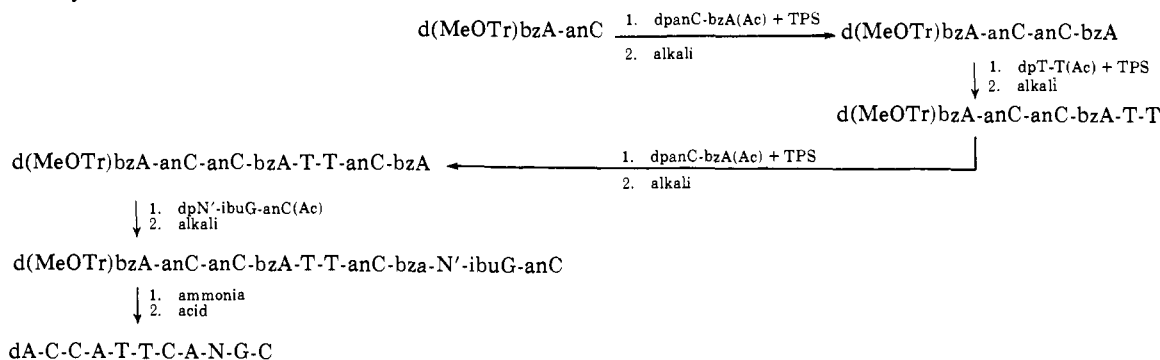 d(MeOTr)bzA-anC 1. dpanC-bzA(Ac) + TPS d(MeOTr)bzA-anC-anC-bzA
2. alkali
1. dpT-T(Ac) + TPS
2. alkali
d(MeOTr)bzA-anC-anC-bzA-T-T
d(MeOTr)bzA-anC-anC-bzA-T-T-anC-bzA 1. dpanC-bzA(Ac) + TPS
2. alkali
1. dpN'-ibuG-anC(Ac)
2. alkali
d(MeOTr)bzA-anC-anC-bzA-T-T-anC-bza-N'-ibuG-anC
1. ammonia
2. acid
dA-C-C-A-T-T-C-A-N-G-C